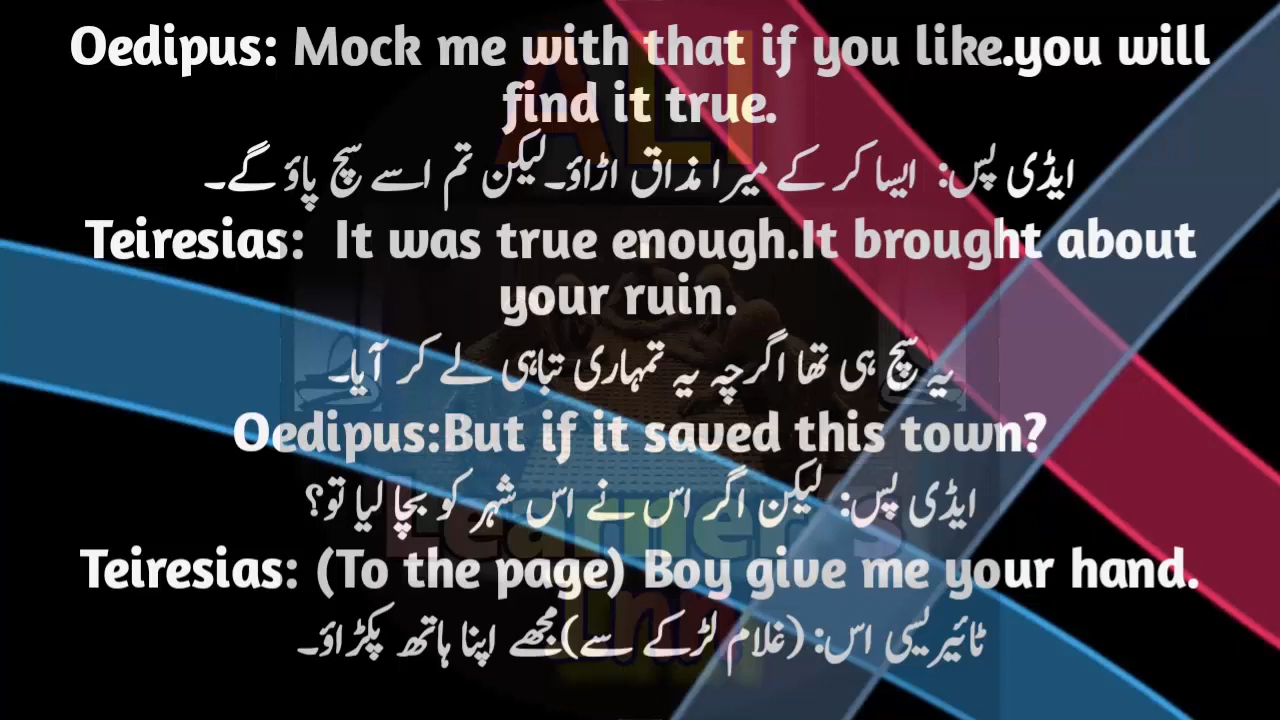 Oedipus: Mock me with that if you like.you will
find it true.
ایڈی پس: ایسا کر کے میرا مذاق اڑاؤ۔لیکن تم اسے سچ پاؤ گے۔
Teiresias: It was true enough.It brought about
your ruin.
یہ سچ ہی تھا اگرچہ یہ تمہاری تباہی لے کر آیا۔
Oedipus:But if it saved this town?
ایڈی پس: لیکن اگر اس نے اس شہر کو بچا لیا تو؟
Teiresias: (To the page) Boy give me your hand.
ٹائیریسی اس: (غلام لڑکے سے)مجھے اپنا ہاتھ پکڑاؤ۔
ALI
Learner's
Inn